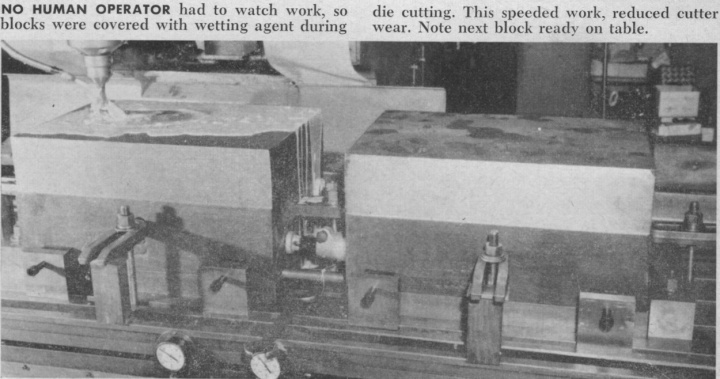 NO HUMAN OPERATOR had to watch work, so
blocks were covered with wetting agent during
die cutting. This speeded work, reduced cutter
wear. Note next block ready on table.